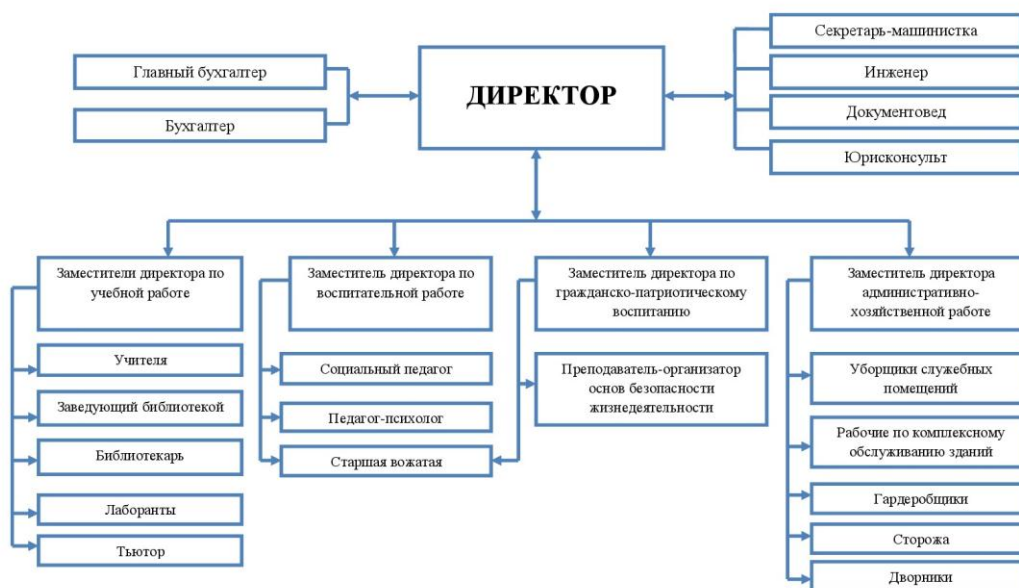 Секретарь-машинистка
Главный бухгалтер
Инженер
ДИРЕКТОР
Документовед
Бухгалтер
Юрисконсульт
Заместители директора по
учебной работе
Учителя
Заведующий библиотекой
Библиотекарь
Лаборанты
Тьютор
Заместитель директора по
воспитательной работе
Социальный педагог
Педагог-психолог
Старшая вожатая
Заместитель директора по
гражданско-патриотическому
воспитанию
Преподаватель-организатор
основ безопасности
жизнедеятельности
Заместитель директора
административно-
хозяйственной работе
Уборщики служебных
помещений
Рабочие по комплексному
обслуживанию зданий
Гардеробщики
Сторожа
Дворники